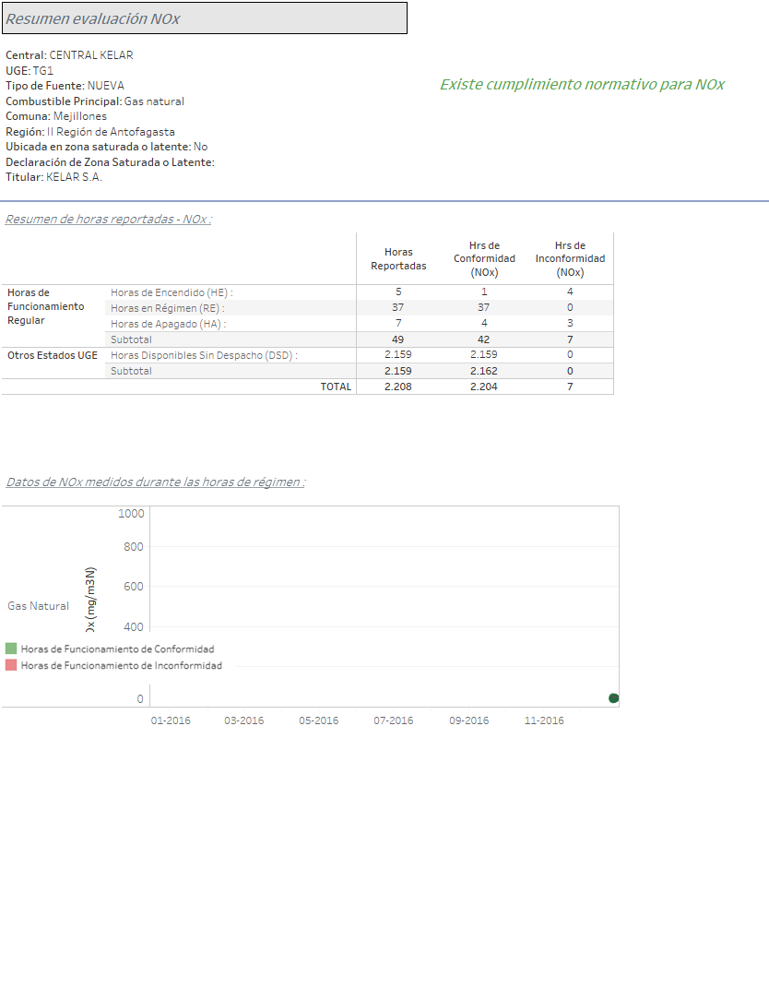 Resumen evaluación NOx
Central: CENTRAL KELAR
UGE: TG1
Tipo de Fuente: NUEVA
Combustible Principal: Gas natural
Comuna: Mejillones
Región: II Región de Antofagasta
Ubicada en zona saturada o latente: No
Declaración de Zona Saturada o Latente:
Titular: KELAR S.A.
Existe cumplimiento normativo para NOx
Resumen de horas reportadas - NOx :
Horas Reportadas
Hrs de Conformidad (NOx)
Hrs de Inconformidad (NOx)
Horas de Funcionamiento Regular
Horas de Encendido (HE) : 5 1 4
Horas en Régimen (RE) : 37 37 0
Horas de Apagado (HA) : 7 4 3
Subtotal 49 42 7
Otros Estados UGE Horas Disponibles Sin Despacho (DSD) : 2.159 2.159 0
Subtotal 2.159 2.162 0
TOTAL 2.208 2.204 7
Datos de NOx medidos durante las horas de régimen :
1000
800
600
400
0
Gas Natural
Ox (mg/m3N)
Horas de Funcionamiento de Conformidad
Horas de Funcionamiento de Inconformidad
01-2016 03-2016 05-2016 07-2016 09-2016 11-2016